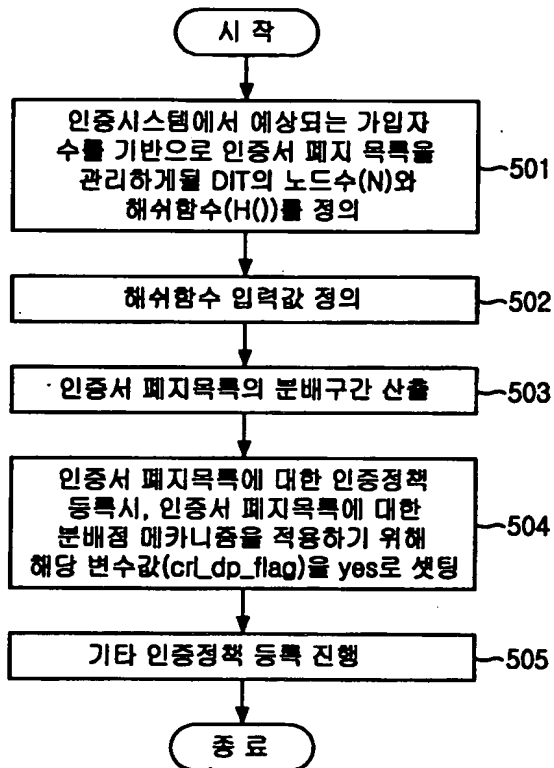 시 작
인증시스템에서 예상되는 가입자
수를 기반으로 인증서 폐지 목록을
관리하게될 DIT의 노드수(N)와
해쉬함수(H())를 정의
501
해쉬함수 입력값 정의
502
인증서 폐지목록의 분배구간 산출
503
인증서 폐지목록에 대한 인증정책
등록시, 인증서 폐지목록에 대한
분배점 메카니즘을 적용하기 위해
해당 변수값(crl_dp_flag)을 yes로 셋팅
504
기타 인증정책 등록 진행
505
종 료